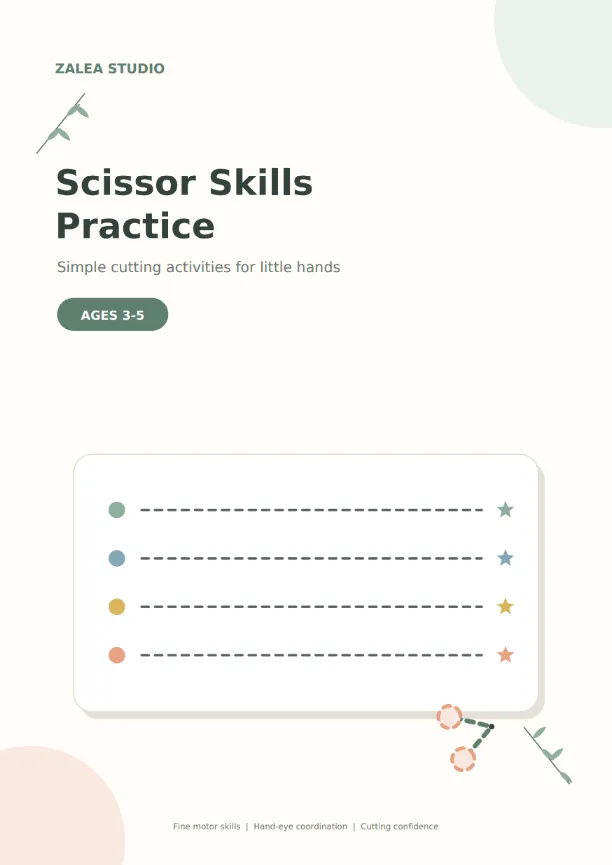 ZALEA STUDIO
Scissor Skills
Practice
Simple cutting activities for little hands
AGES 3-5
Fine motor skills | Hand-eye coordination | Cutting confidence